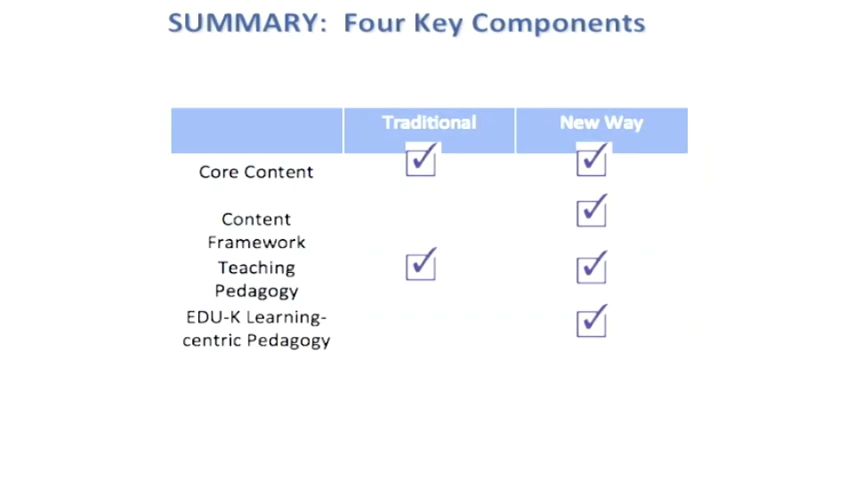 SUMMARY: Four Key Components
Traditional New Way
Core Content
Content
Framework
Teaching
Pedagogy
EDU-K Learning-
centric Pedagogy